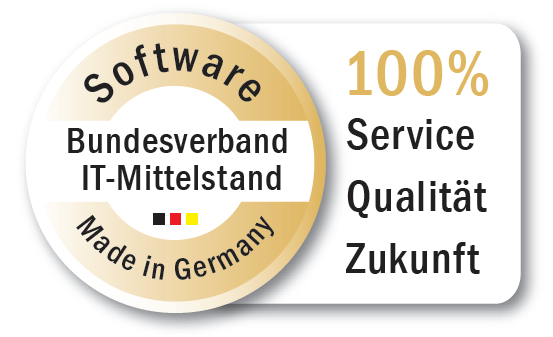 Software
Bundesverband
IT-Mittelstand
Made in Germany
100%
Service
Qualität
Zukunft